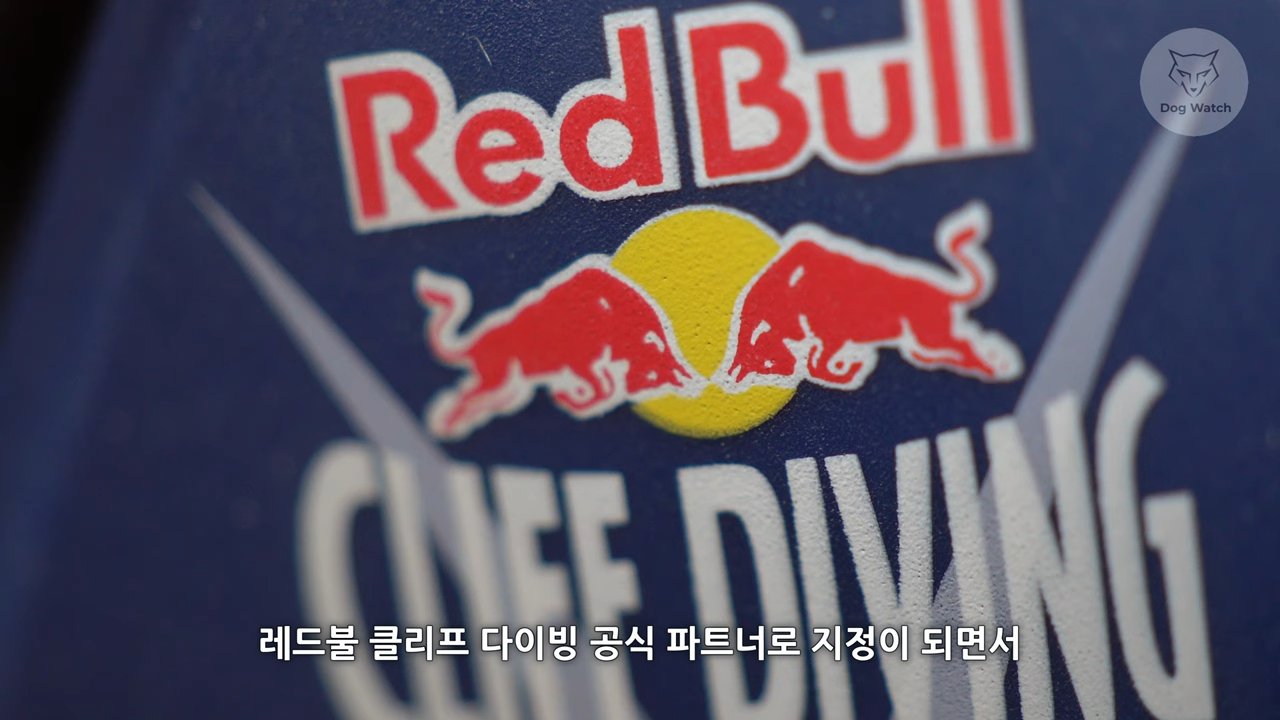 Red Bull
Dog Watch
CLIFF DIVING
레드불 클리프 다이빙 공식 파트너로 지정이 되면서